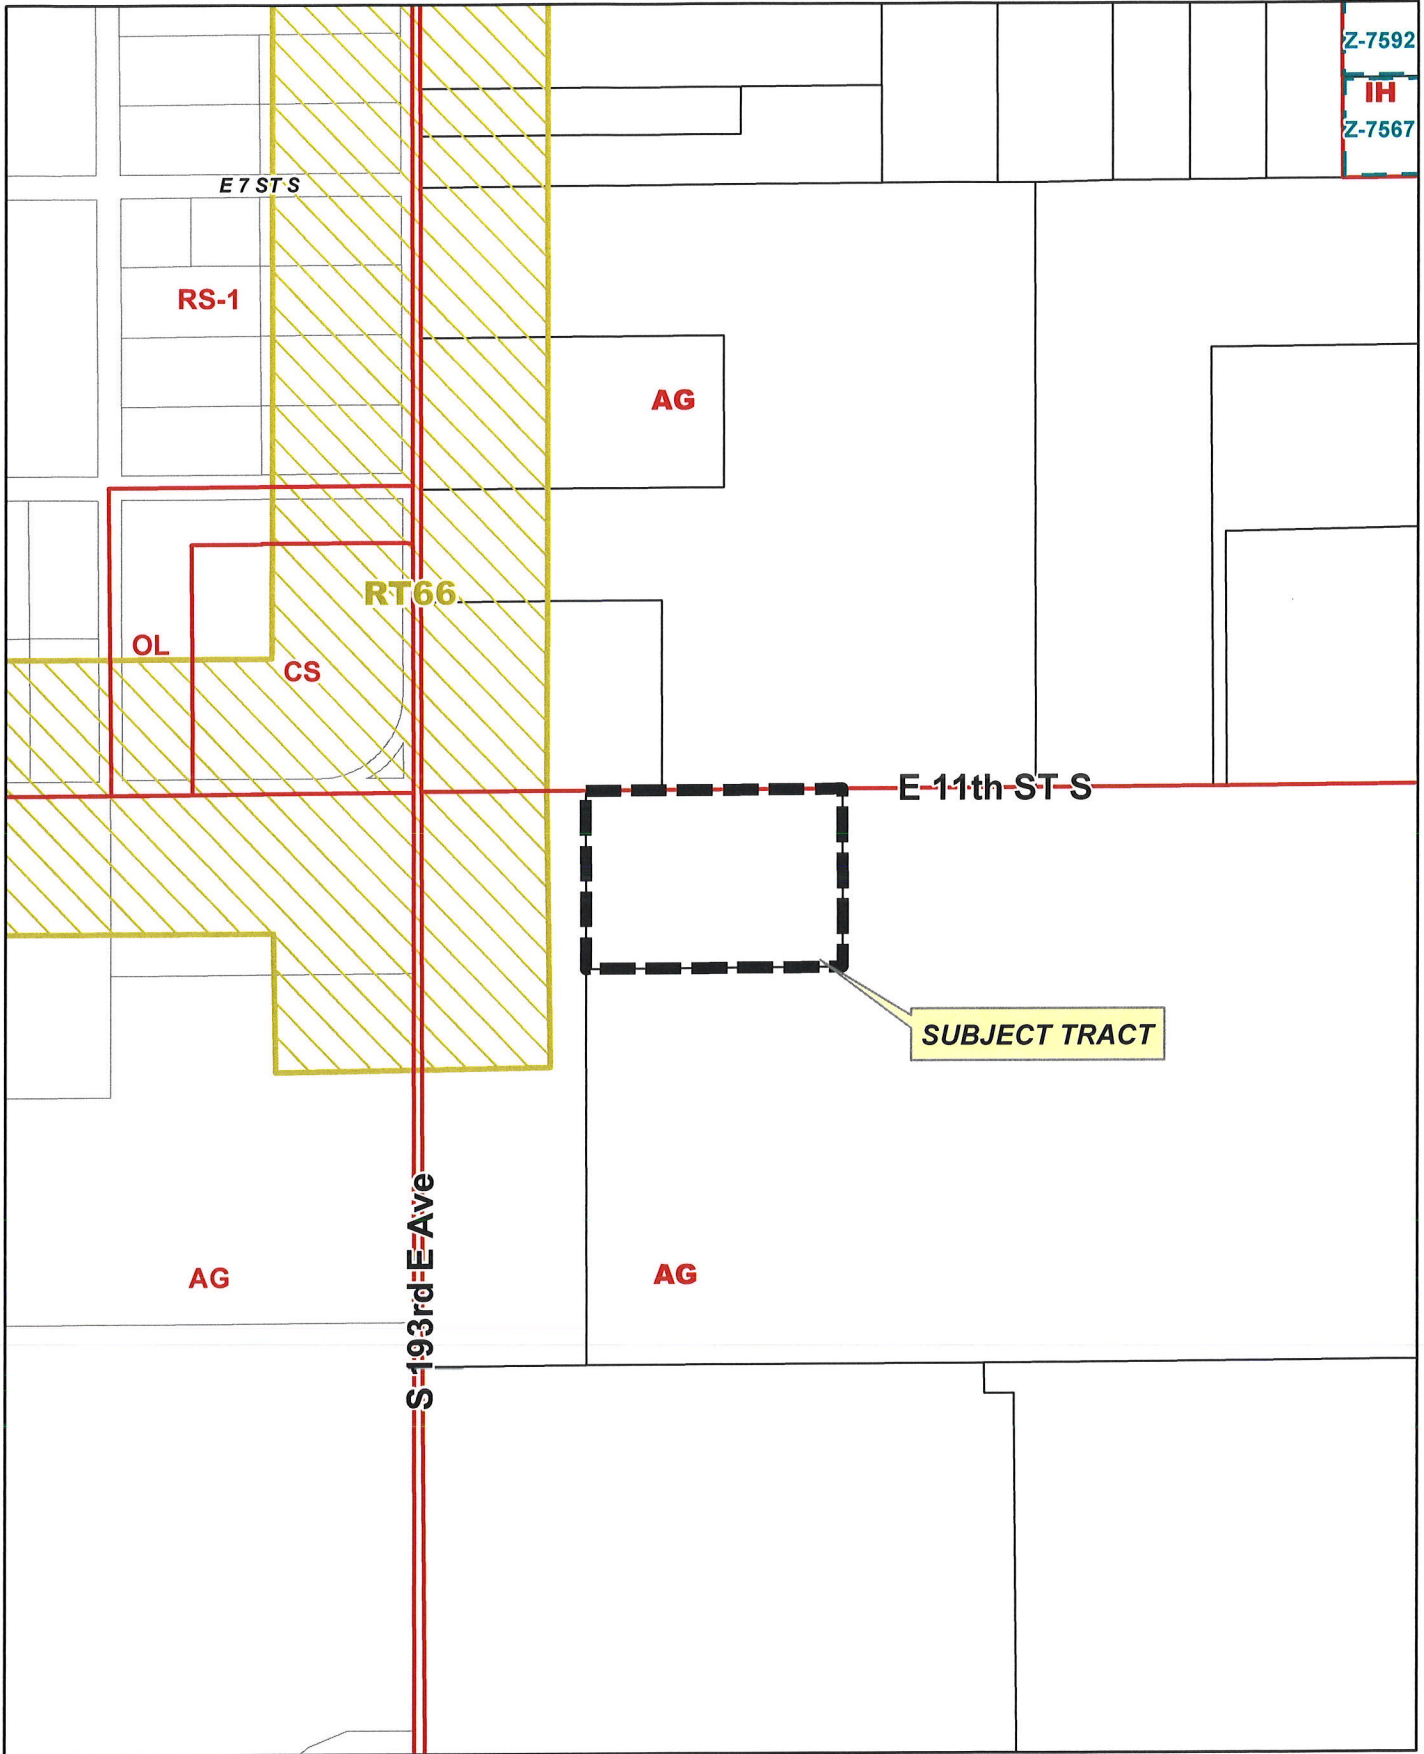 Z-7592
IH
Z-7567
E 7 ST S
RS-1
AG
RT66
OL
CS
E 11th ST S
SUBJECT TRACT
S 193rd E Ave
AG
AG